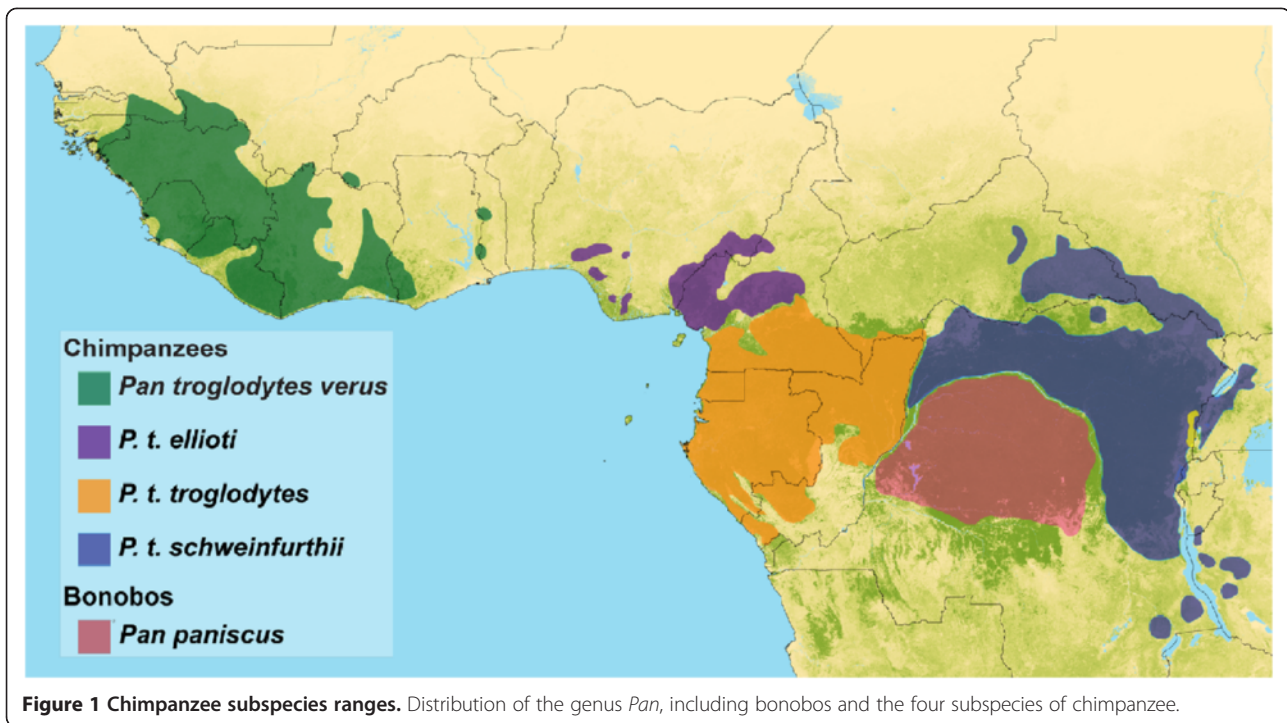 Chimpanzees
Pan troglodytes verus
P. t. ellioti
P. t. troglodytes
P. t. schweinfurthii
Bonobos
Pan paniscus
Figure 1 Chimpanzee subspecies ranges. Distribution of the genus Pan, including bonobos and the four subspecies of chimpanzee.